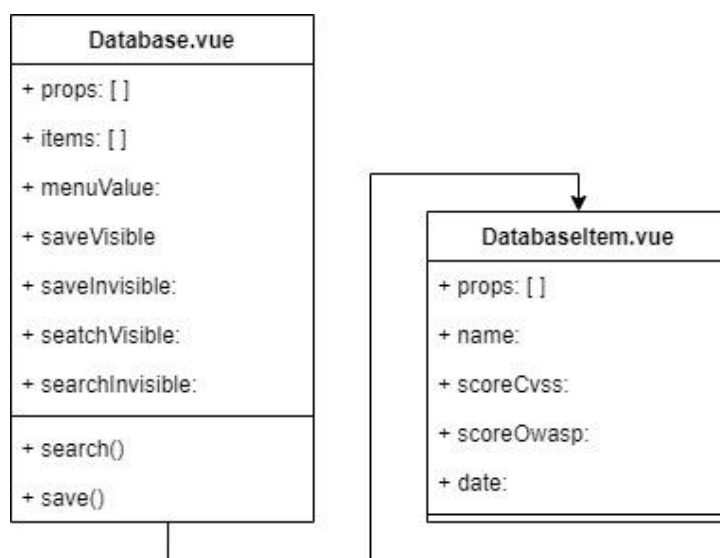 Database.vue
+ props: [ ]
+ items: [ ]
+ menuValue:
+ saveVisible
+ saveInvisible:
+ seatchVisible:
+ searchInvisible:
+ search()
+ save()
DatabaseItem.vue
+ props: [ ]
+ name:
+ scoreCvss:
+ scoreOwasp:
+ date: